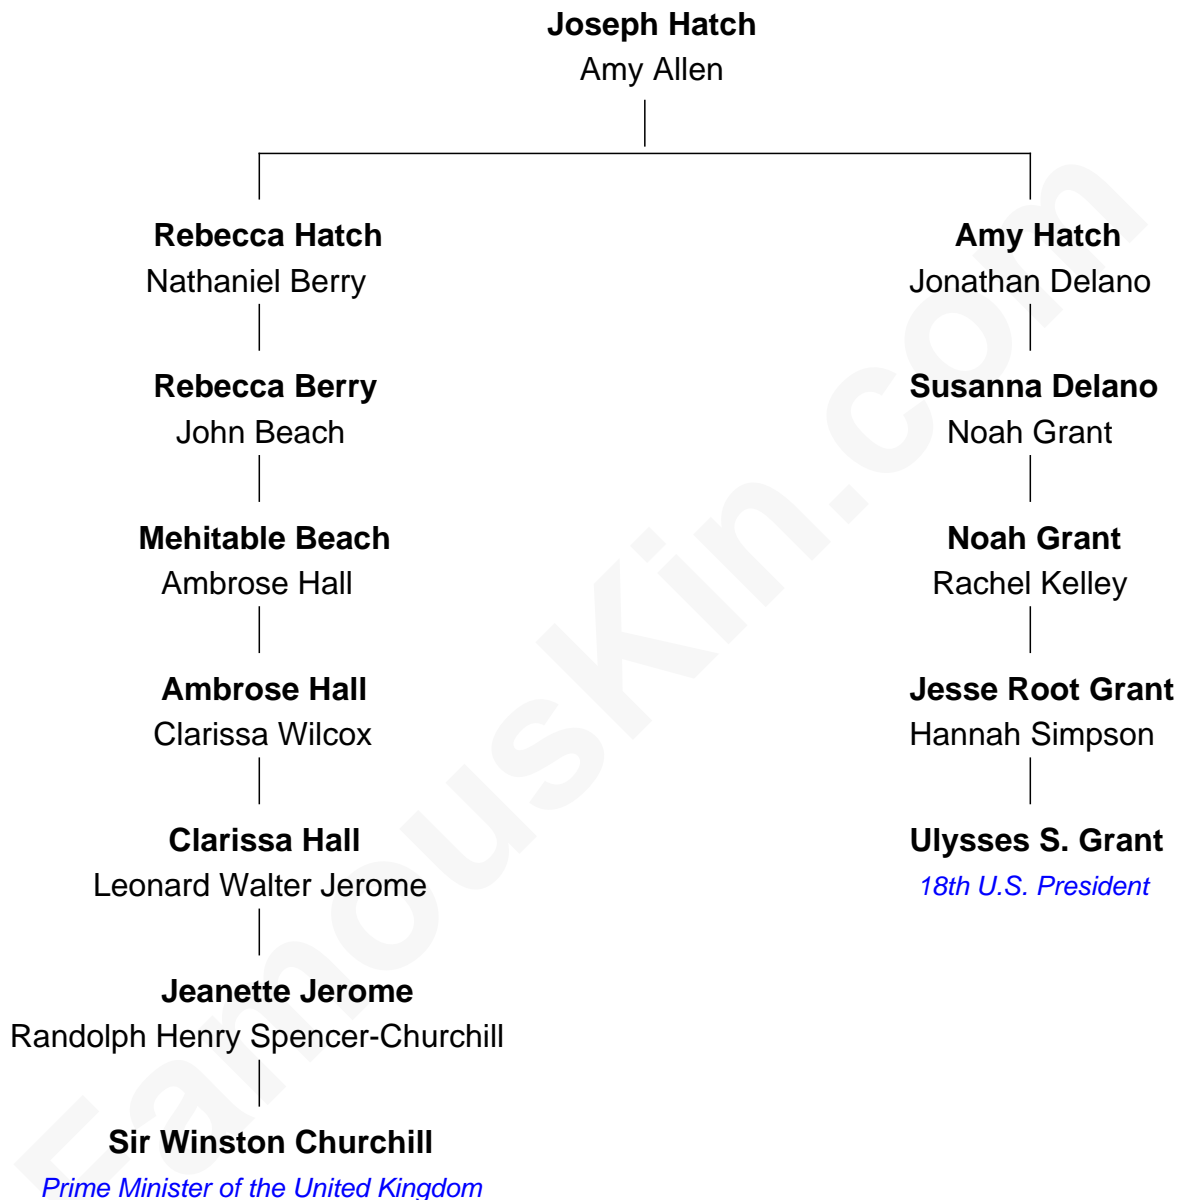 Joseph Hatch
Amy Allen
Rebecca Hatch
Nathaniel Berry
Amy Hatch
Jonathan Delano
Rebecca Berry
John Beach
Susanna Delano
Noah Grant
Mehitable Beach
Ambrose Hall
Noah Grant
Rachel Kelley
Ambrose Hall
Clarissa Wilcox
Jesse Root Grant
Hannah Simpson
Clarissa Hall
Leonard Walter Jerome
Ulysses S. Grant
18th U.S. President
Jeanette Jerome
Randolph Henry Spencer-Churchill
Sir Winston Churchill
Prime Minister of the United Kingdom
FamousKin.com